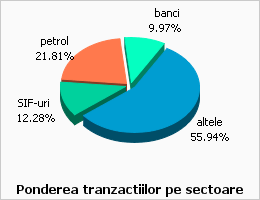 banci
9.97%
petrol
21.81%
SIF-uri
12.28%
altele
55.94%
Ponderea tranzactiilor pe sectoare